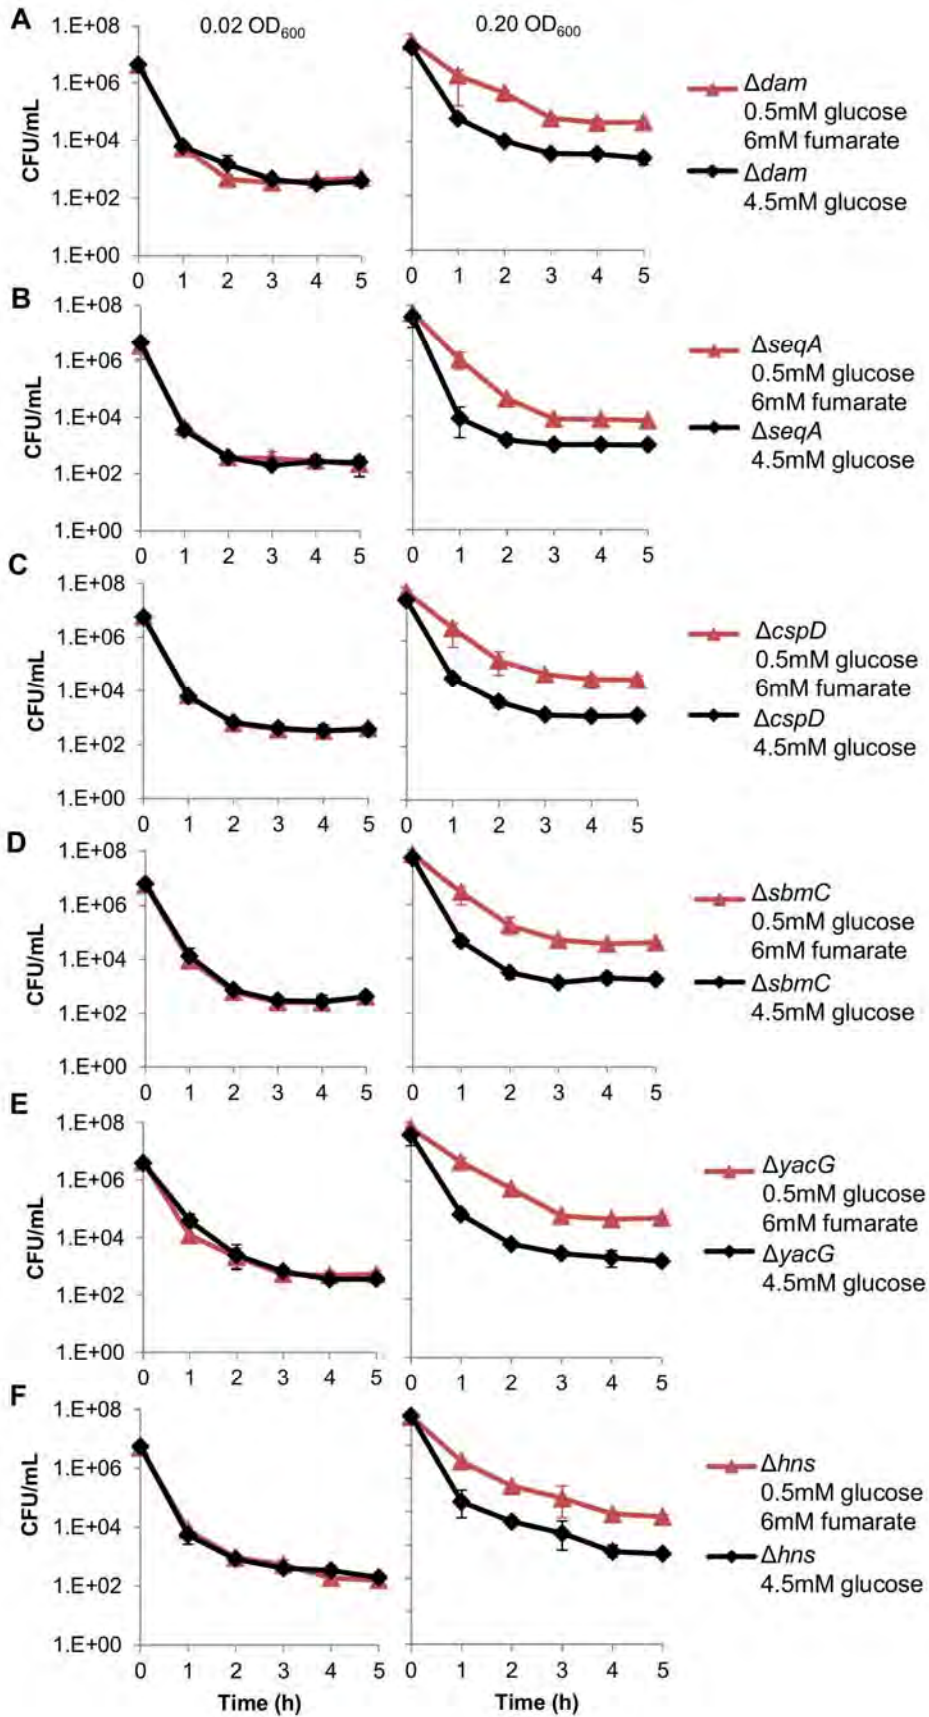 A
0.02 OD600
0.20 OD600
1.E+08
1.E+06
1.E+04
1.E+02
1.E+00
CFU/mL
0 1 2 3 4 5
0 1 2 3 4 5
Δdam
0.5mM glucose
6mM fumarate
Δdam
4.5mM glucose
B
1.E+08
1.E+06
1.E+04
1.E+02
1.E+00
CFU/mL
0 1 2 3 4 5
0 1 2 3 4 5
ΔseqA
0.5mM glucose
6mM fumarate
ΔseqA
4.5mM glucose
C
1.E+08
1.E+06
1.E+04
1.E+02
1.E+00
CFU/mL
0 1 2 3 4 5
0 1 2 3 4 5
ΔcspD
0.5mM glucose
6mM fumarate
ΔcspD
4.5mM glucose
D
1.E+08
1.E+06
1.E+04
1.E+02
1.E+00
CFU/mL
0 1 2 3 4 5
0 1 2 3 4 5
ΔsbmC
0.5mM glucose
6mM fumarate
ΔsbmC
4.5mM glucose
E
1.E+08
1.E+06
1.E+04
1.E+02
1.E+00
CFU/mL
0 1 2 3 4 5
0 1 2 3 4 5
ΔyacG
0.5mM glucose
6mM fumarate
ΔyacG
4.5mM glucose
F
1.E+08
1.E+06
1.E+04
1.E+02
1.E+00
CFU/mL
0 1 2 3 4 5
0 1 2 3 4 5
Time (h)
Time (h)
Δhns
0.5mM glucose
6mM fumarate
Δhns
4.5mM glucose